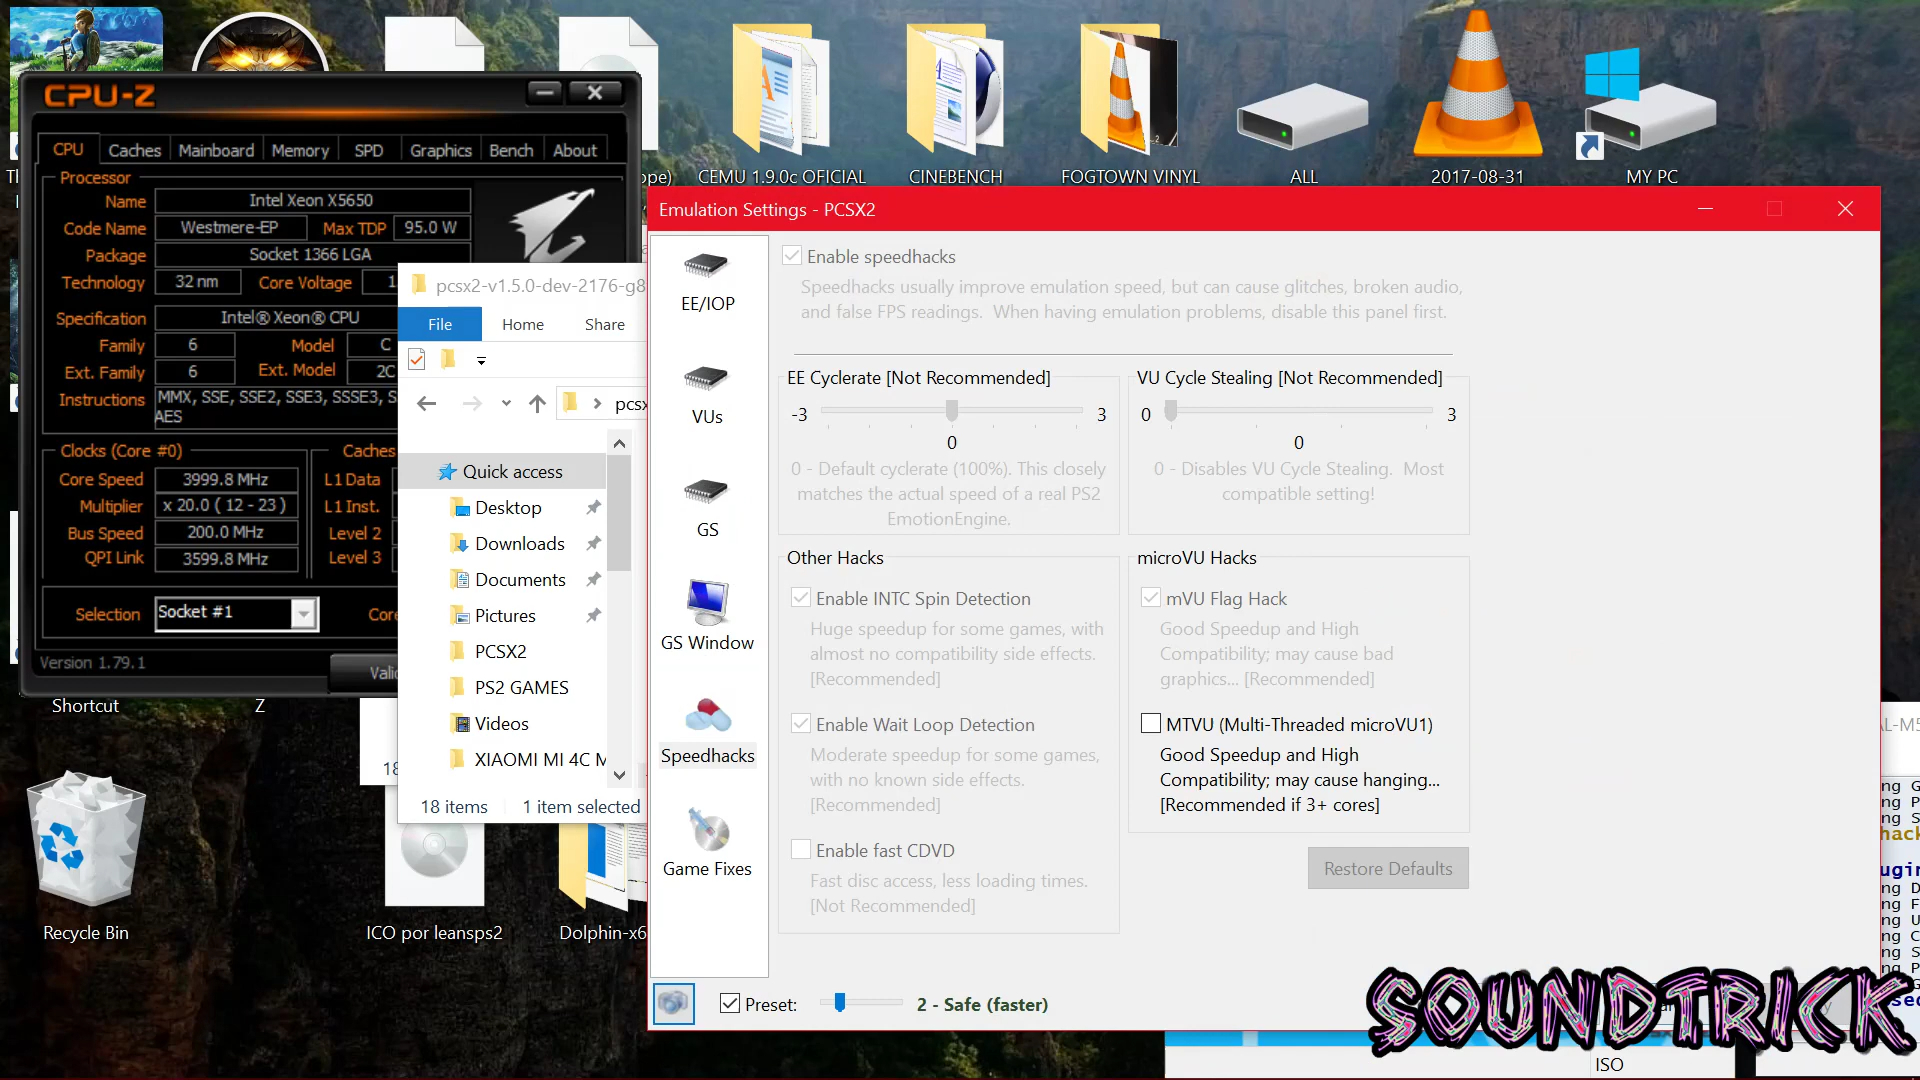 CPU-Z
CPU
Caches
Mainboard
Memory
SPD
Graphics
Bench
About
Processor
Name
Intel Xeon X5650
Code Name
Westmere-EP
Max TDP
95.0 W
Package
Socket 1366 LGA
Technology
32 nm
Core Voltage
Specification
Intel® Xeon® CPU
Family
6
Model
C
Ext. Family
6
Ext. Model
2C
Instructions
MMX, SSE, SSE2, SSE3, SSSE3, S
AES
Clocks (Core #0)
Core Speed
3999.8 MHz
Multiplier
x 20.0 ( 12 - 23 )
Bus Speed
200.0 MHz
QPI Link
3599.8 MHz
Caches
L1 Data
L1 Inst.
Level 2
Level 3
Selection
Socket #1
Version 1.79.1
Shortcut
Z
Recycle Bin
ICO por leansps2
Dolphin-x6
CEMU 1.9.0c OFICIAL
CINEBENCH
FOGTOWN VINYL
ALL
2017-08-31
MY PC
pcsx2-v1.5.0-dev-2176-g8
File
Home
Share
pcsx
Quick access
Desktop
Downloads
Documents
Pictures
PCSX2
PS2 GAMES
Videos
XIAOMI MI 4C M
18 items
1 item selected
Emulation Settings - PCSX2
EE/IOP
VUs
GS
GS Window
Speedhacks
Game Fixes
Enable speedhacks
Speedhacks usually improve emulation speed, but can cause glitches, broken audio,
and false FPS readings.  When having emulation problems, disable this panel first.
EE Cyclerate [Not Recommended]
-3
3
0
0 - Default cyclerate (100%). This closely
matches the actual speed of a real PS2
EmotionEngine.
VU Cycle Stealing [Not Recommended]
0
3
0
0 - Disables VU Cycle Stealing.  Most
compatible setting!
Other Hacks
Enable INTC Spin Detection
Huge speedup for some games, with
almost no compatibility side effects.
[Recommended]
Enable Wait Loop Detection
Moderate speedup for some games,
with no known side effects.
[Recommended]
Enable fast CDVD
Fast disc access, less loading times.
[Not Recommended]
microVU Hacks
mVU Flag Hack
Good Speedup and High
Compatibility; may cause bad
graphics... [Recommended]
MTVU (Multi-Threaded microVU1)
Good Speedup and High
Compatibility; may cause hanging...
[Recommended if 3+ cores]
Restore Defaults
Preset:
2 - Safe (faster)
SOUNDTRICK
ISO